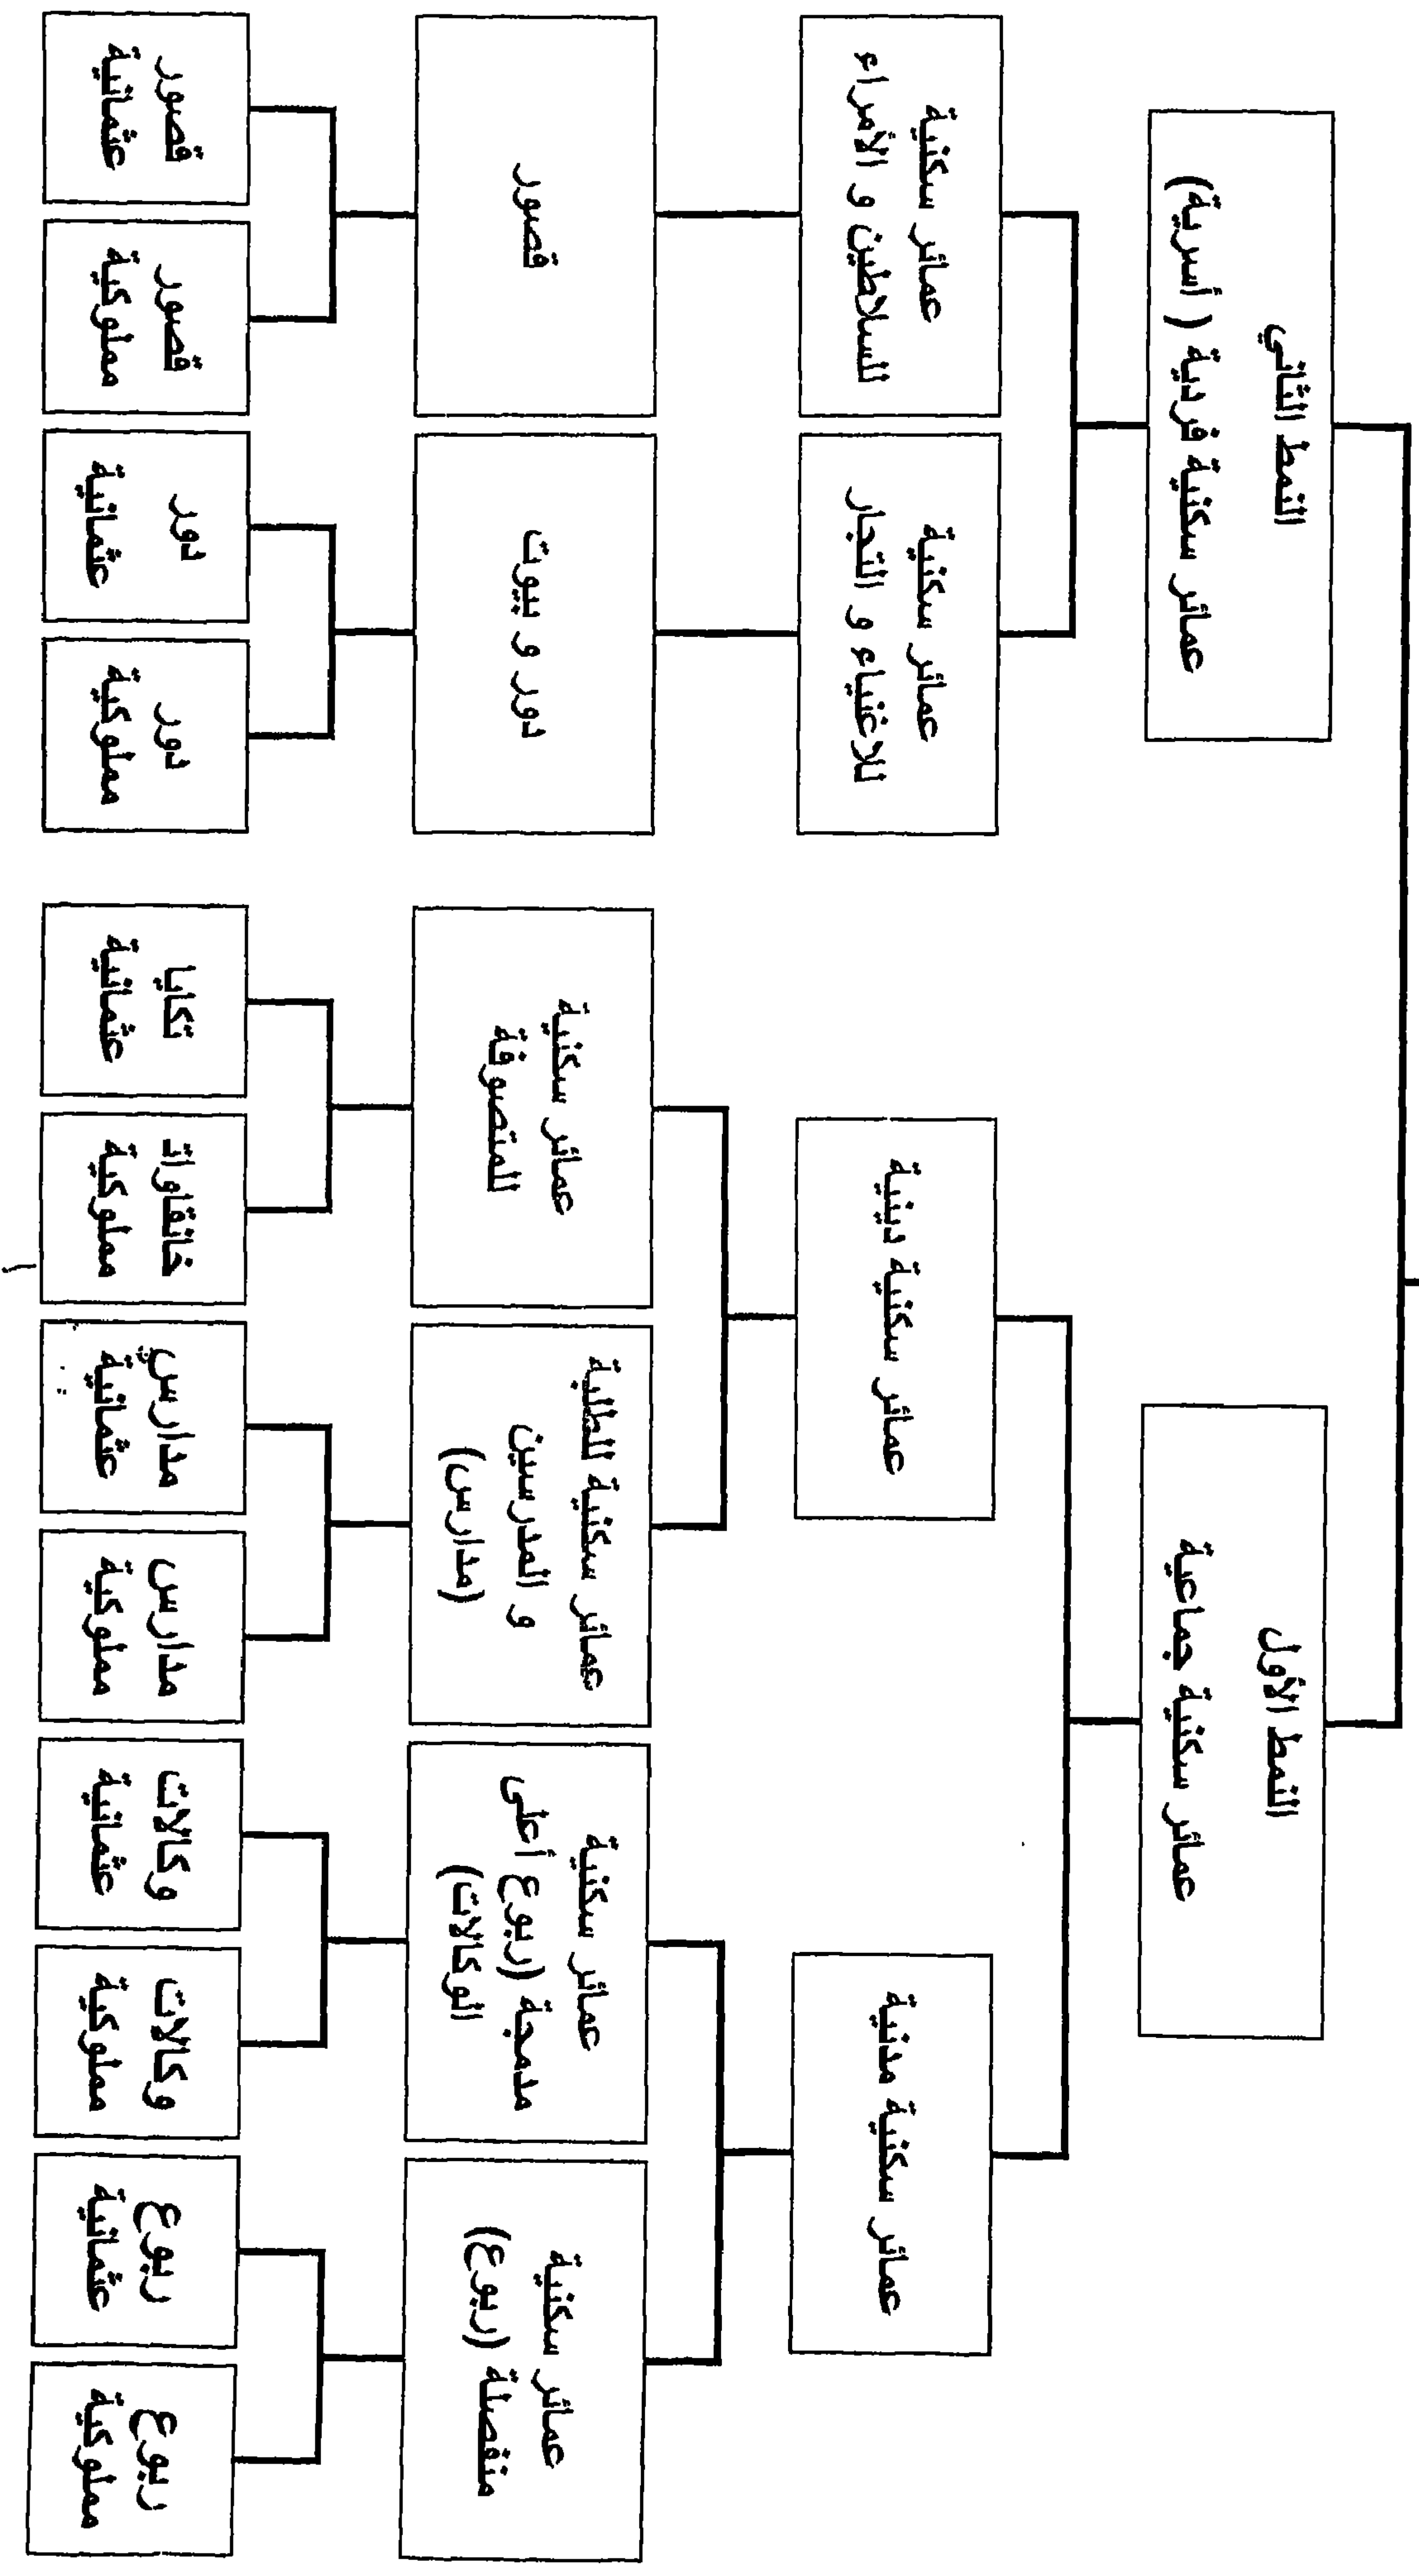 النمط الأول
عمائر سكنية جماعية
النمط الثاني
عمائر سكنية فردية ( أسرية)
عمائر سكنية مدنية
عمائر سكنية دينية
عمائر سكنية
للاغنياء و التجار
عمائر سكنية
للسلاطين و الأمراء
عمائر سكنية
منفصلة (ربوع)
عمائر سكنية
مدمجة (ربوع أعلى
الوكالات)
عمائر سكنية للطلبة
و المدرسين
(مدارس)
عمائر سكنية
للمتصوفة
دور و بيوت
قصور
ربوع
مملوكية
ربوع
عثمانية
وكالات
مملوكية
وكالات
عثمانية
مدارس
مملوكية
مدارس
عثمانية
خانقاوات
مملوكية
تكايا
عثمانية
دور
مملوكية
دور
عثمانية
قصور
مملوكية
قصور
عثمانية